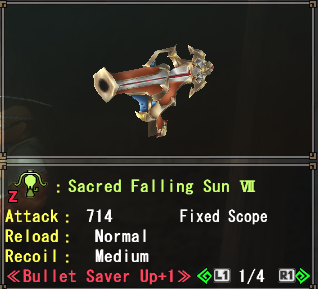 Z : Sacred Falling Sun Ⅶ
Attack : 714 Fixed Scope
Reload : Normal
Recoil : Medium
≪Bullet Saver Up+1≫ L1 1/4 R1